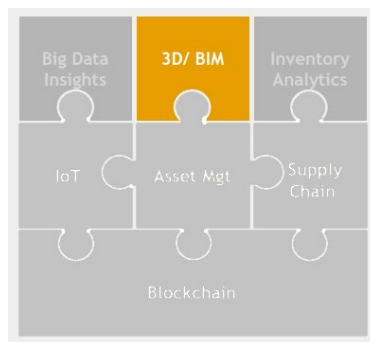 Big Data
Insights
3D/ BIM
Inventory
Analytics
IoT
Asset Mgt
Supply
Chain
Blockchain